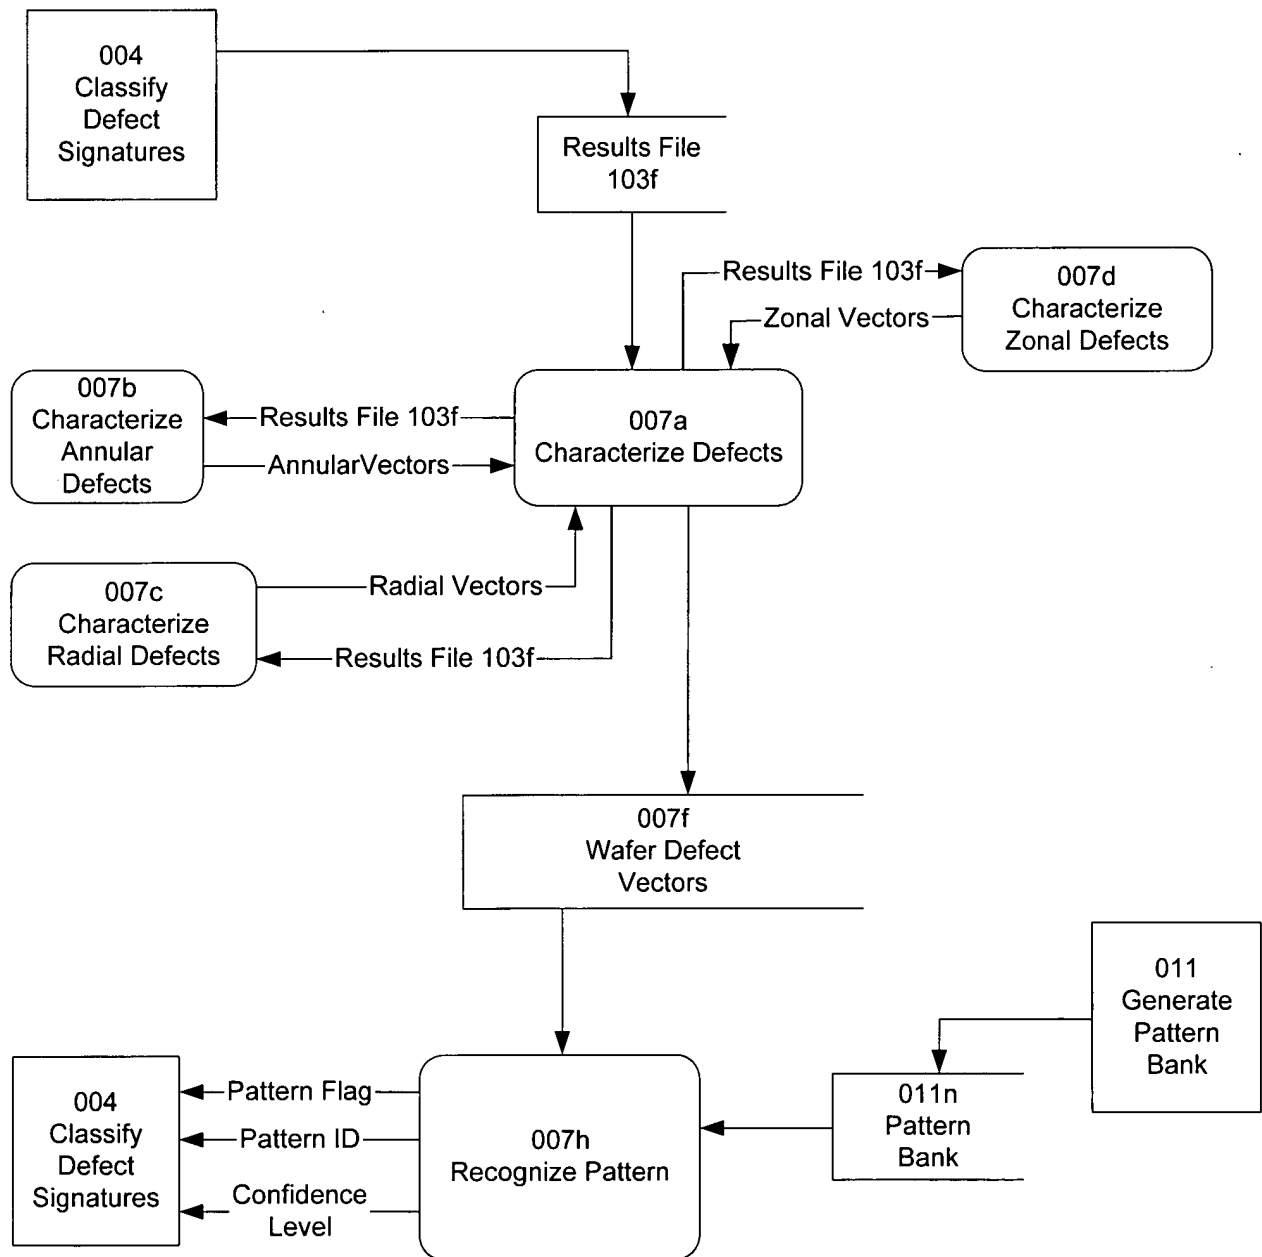 004
Classify
Defect
Signatures
Results File
103f
Results File 103f
Zonal Vectors
007d
Characterize
Zonal Defects
007b
Characterize
Annular
Defects
Results File 103f
AnnularVectors
007a
Characterize Defects
007c
Characterize
Radial Defects
Radial Vectors
Results File 103f
007f
Wafer Defect
Vectors
011
Generate
Pattern
Bank
004
Classify
Defect
Signatures
Pattern Flag
Pattern ID
Confidence
Level
007h
Recognize Pattern
011n
Pattern
Bank